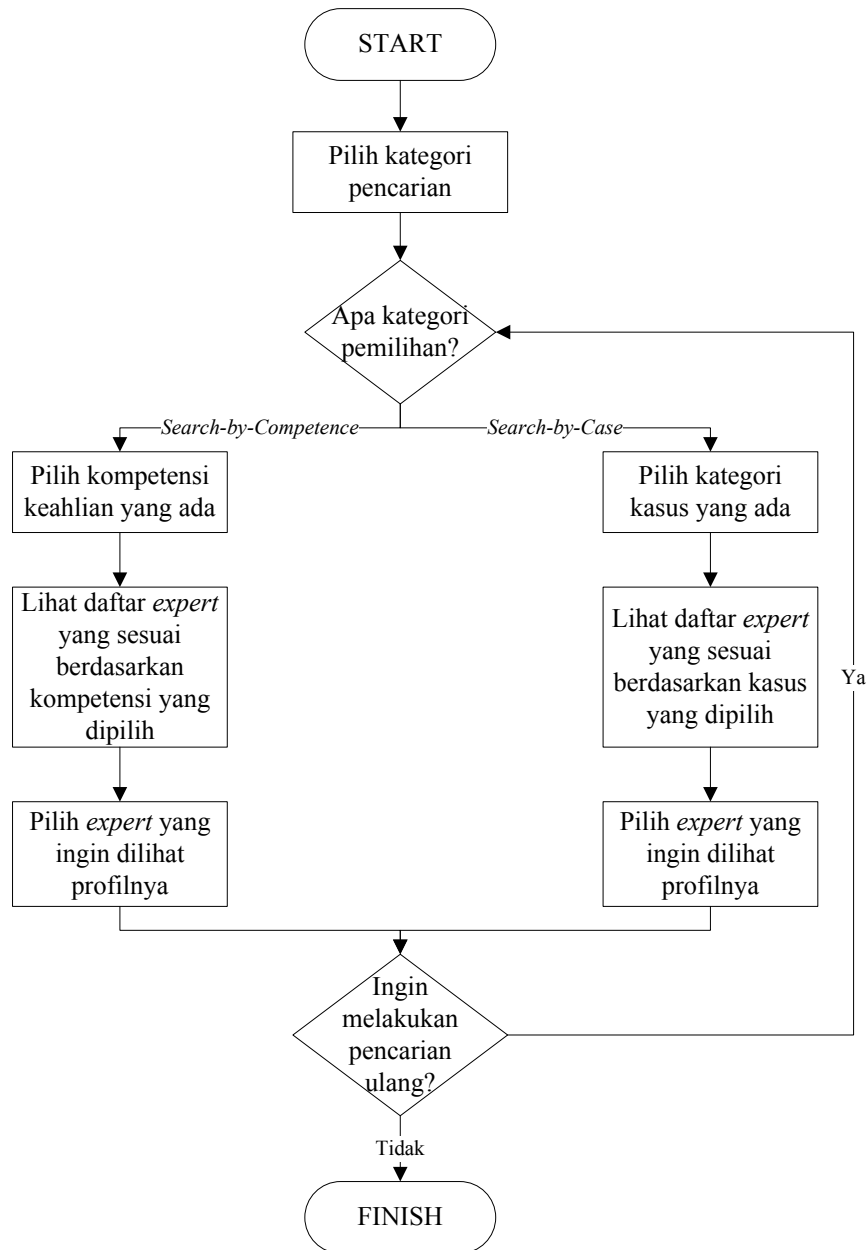 START
Pilih kategori
pencarian
Apa kategori
pemilihan?
Search-by-Competence
Search-by-Case
Pilih kompetensi
keahlian yang ada
Pilih kategori
kasus yang ada
Lihat daftar expert
yang sesuai
berdasarkan
kompetensi yang
dipilih
Lihat daftar expert
yang sesuai
berdasarkan kasus
yang dipilih
Ya
Pilih expert yang
ingin dilihat
profilnya
Pilih expert yang
ingin dilihat
profilnya
Ingin
melakukan
pencarian
ulang?
Tidak
FINISH